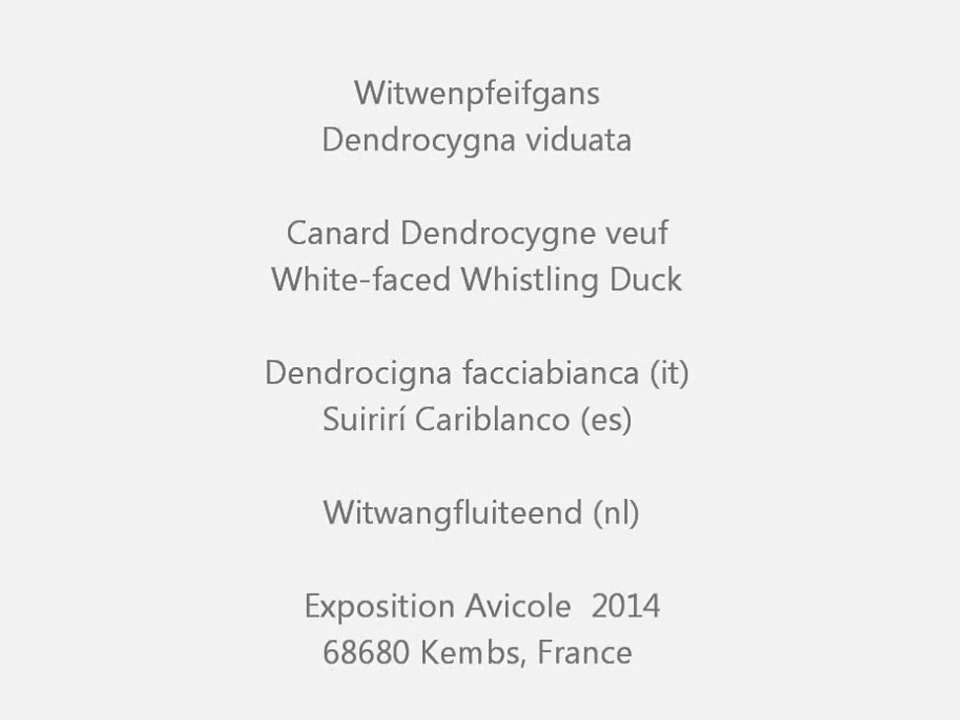 Witwenpfeifgans
Dendrocygna viduata
Canard Dendrocygne veuf
White-faced Whistling Duck
Dendrocigna facciabianca (it)
Suirirí Cariblanco (es)
Witwangfluiteend (nl)
Exposition Avicole  2014
68680 Kembs, France